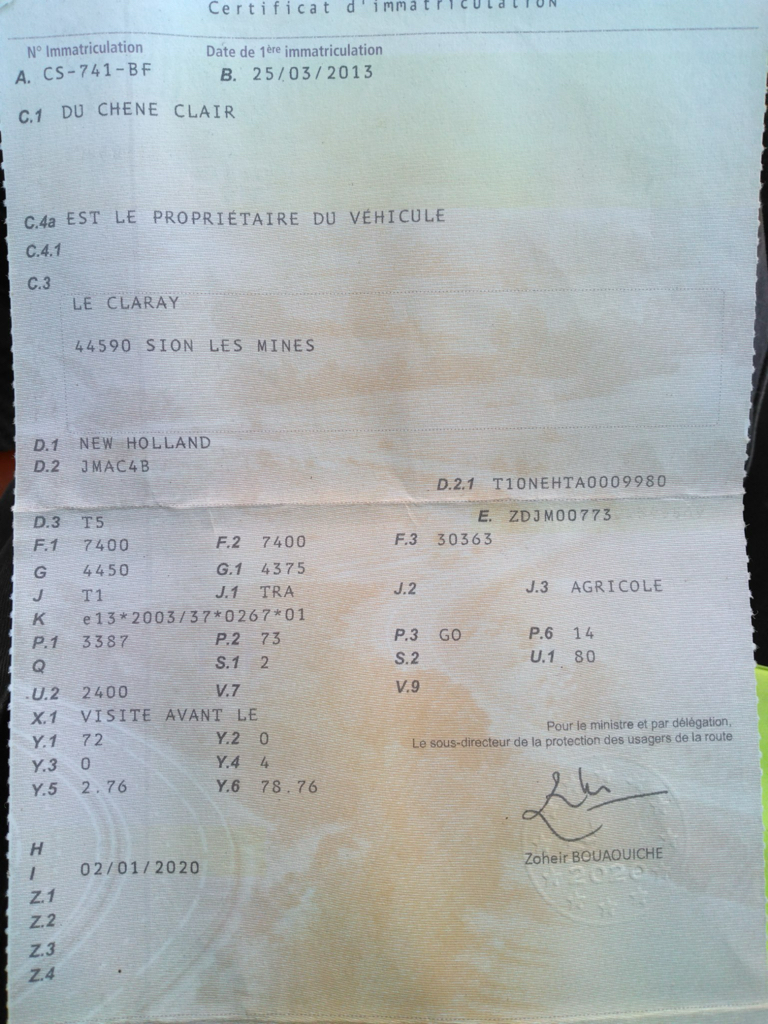 Certificat d'immatriculation
N° Immatriculation Date de 1ère immatriculation
A. CS-741-BF B. 25/03/2013
C.1 DU CHENE CLAIR
C.4a EST LE PROPRIÉTAIRE DU VÉHICULE
C.4.1
C.3
LE CLARAY
44590 SION LES MINES
D.1 NEW HOLLAND
D.2 JMAC4B
D.2.1 T10NEHTA0009980
D.3 T5 E. ZDJM00773
F.1 7400 F.2 7400 F.3 30363
G 4450 G.1 4375
J T1 J.1 TRA J.2 J.3 AGRICOLE
K e13*2003/37*0267*01
P.1 3387 P.2 73 P.3 GO P.6 14
Q S.1 2 S.2 U.1 80
U.2 2400 V.7 V.9
X.1 VISITE AVANT LE
Pour le ministre et par délégation,
Y.1 72 Y.2 0 Le sous-directeur de la protection des usagers de la route
Y.3 0 Y.4 4
Y.5 2.76 Y.6 78.76
Zoheir BOUAOUICHE
2020
H
I 02/01/2020
Z.1
Z.2
Z.3
Z.4